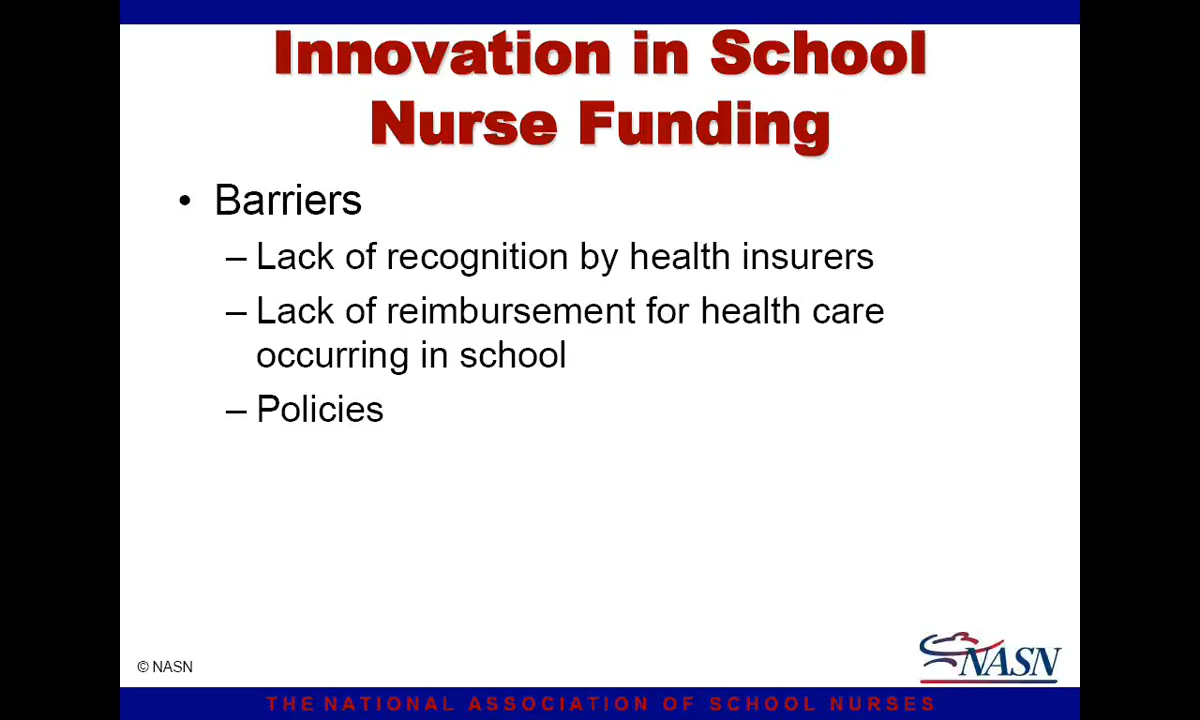 Innovation in School
Nurse Funding
• Barriers
– Lack of recognition by health insurers
– Lack of reimbursement for health care
occurring in school
– Policies
© NASN
NASN
THE NATIONAL ASSOCIATION OF SCHOOL NURSES